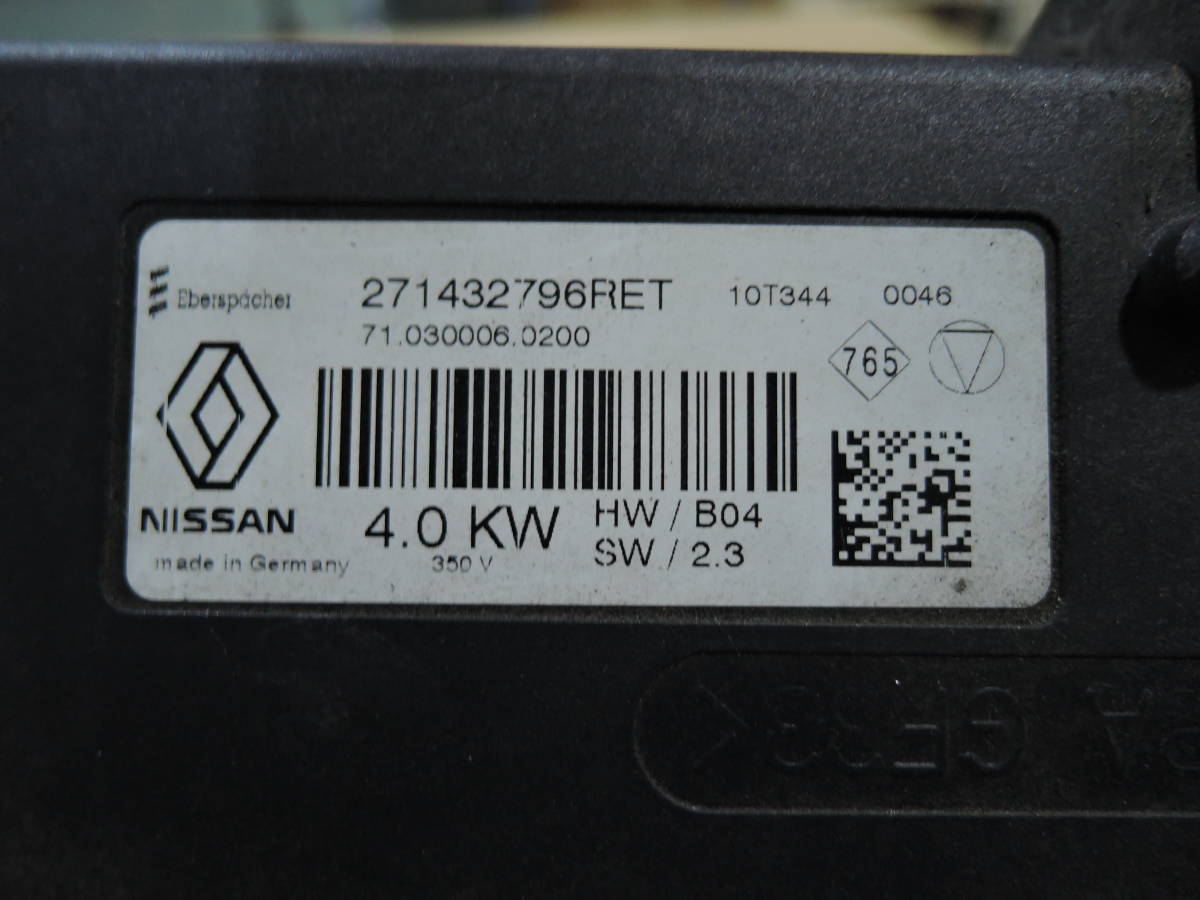 Eberspächer 271432796RET 10T344 0046
71.030006.0200
765
NISSAN 4.0 KW HW / B04
made in Germany 350 V SW / 2.3